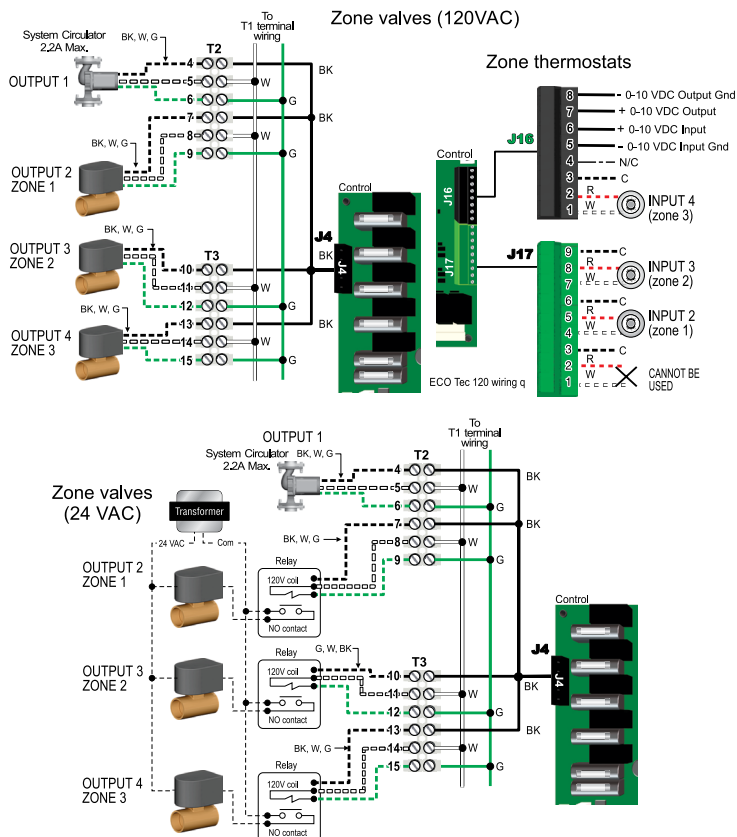 Zone valves (120VAC)
System Circulator
2.2A Max.
BK, W, G
To
T1 terminal
wiring
T2
OUTPUT 1
4
5
6
7
8
9
BK
W
G
BK
W
G
BK, W, G
OUTPUT 2
ZONE 1
OUTPUT 3
ZONE 2
BK, W, G
T3
10
11
12
13
14
15
BK
W
G
BK
W
G
BK, W, G
OUTPUT 4
ZONE 3
Control
J4
J4
Zone thermostats
Control
J16
J17
ECO Tec 120 wiring q
J16
8
7
6
5
4
3
2
1
- 0-10 VDC Output Gnd
+ 0-10 VDC Output
+ 0-10 VDC Input
- 0-10 VDC Input Gnd
N/C
C
R
W
INPUT 4
(zone 3)
J17
9
8
7
6
5
4
3
2
1
C
R
W
INPUT 3
(zone 2)
C
R
W
INPUT 2
(zone 1)
C
R
W
CANNOT BE
USED
Zone valves
(24 VAC)
OUTPUT 1
System Circulator
2.2A Max.
BK, W, G
To
T1 terminal
wiring
T2
4
5
6
7
8
9
BK
W
G
BK
W
G
BK, W, G
Transformer
24 VAC
Com
OUTPUT 2
ZONE 1
Relay
120V coil
NO contact
OUTPUT 3
ZONE 2
Relay
120V coil
NO contact
G, W, BK
T3
10
11
12
13
14
15
W
G
BK
W
G
BK, W, G
OUTPUT 4
ZONE 3
Relay
120V coil
NO contact
Control
J4
J4